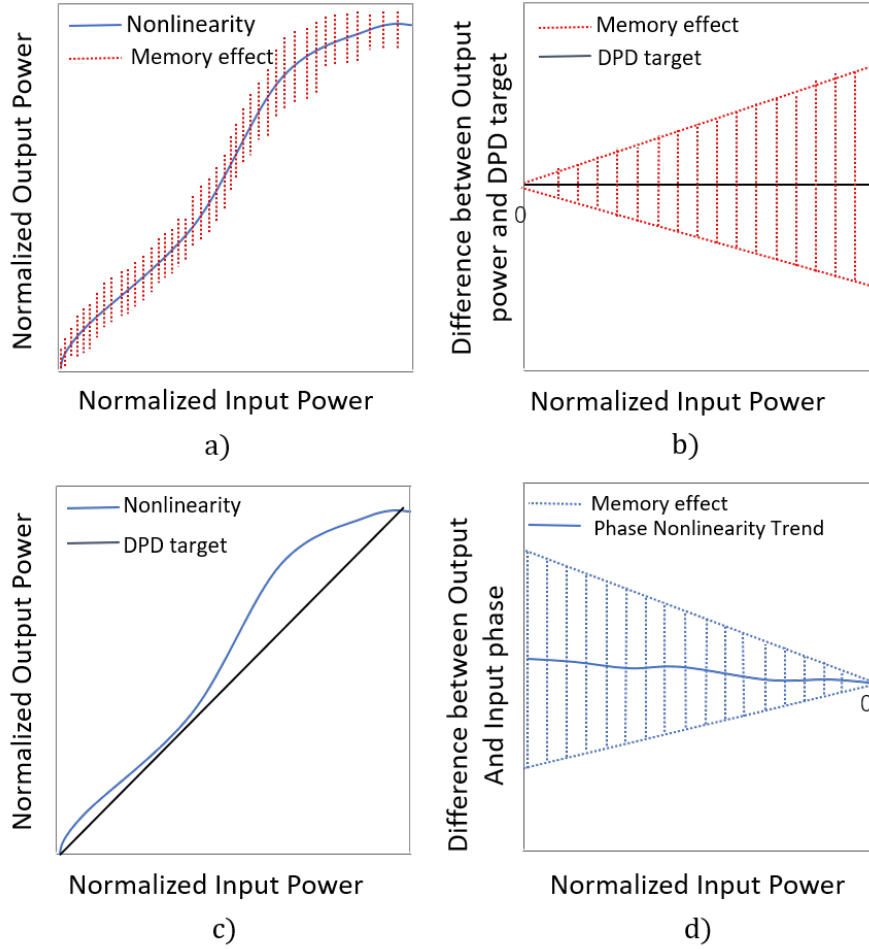 Normalized Output Power
Nonlinearity
Memory effect
Normalized Input Power
a)
Difference between Output
power and DPD target
Memory effect
DPD target
0
Normalized Input Power
b)
Normalized Output Power
Nonlinearity
DPD target
Normalized Input Power
c)
Difference between Output
And Input phase
Memory effect
Phase Nonlinearity Trend
0
Normalized Input Power
d)